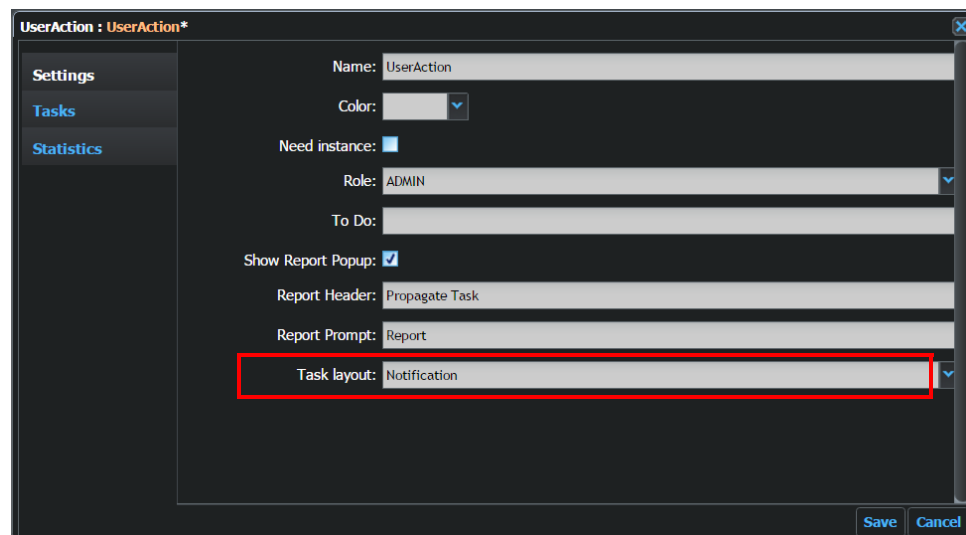 UserAction : UserAction*
Settings
Tasks
Statistics
Name: UserAction
Color:
Need instance:
Role: ADMIN
To Do:
Show Report Popup:
Report Header: Propagate Task
Report Prompt: Report
Task layout: Notification
Save Cancel